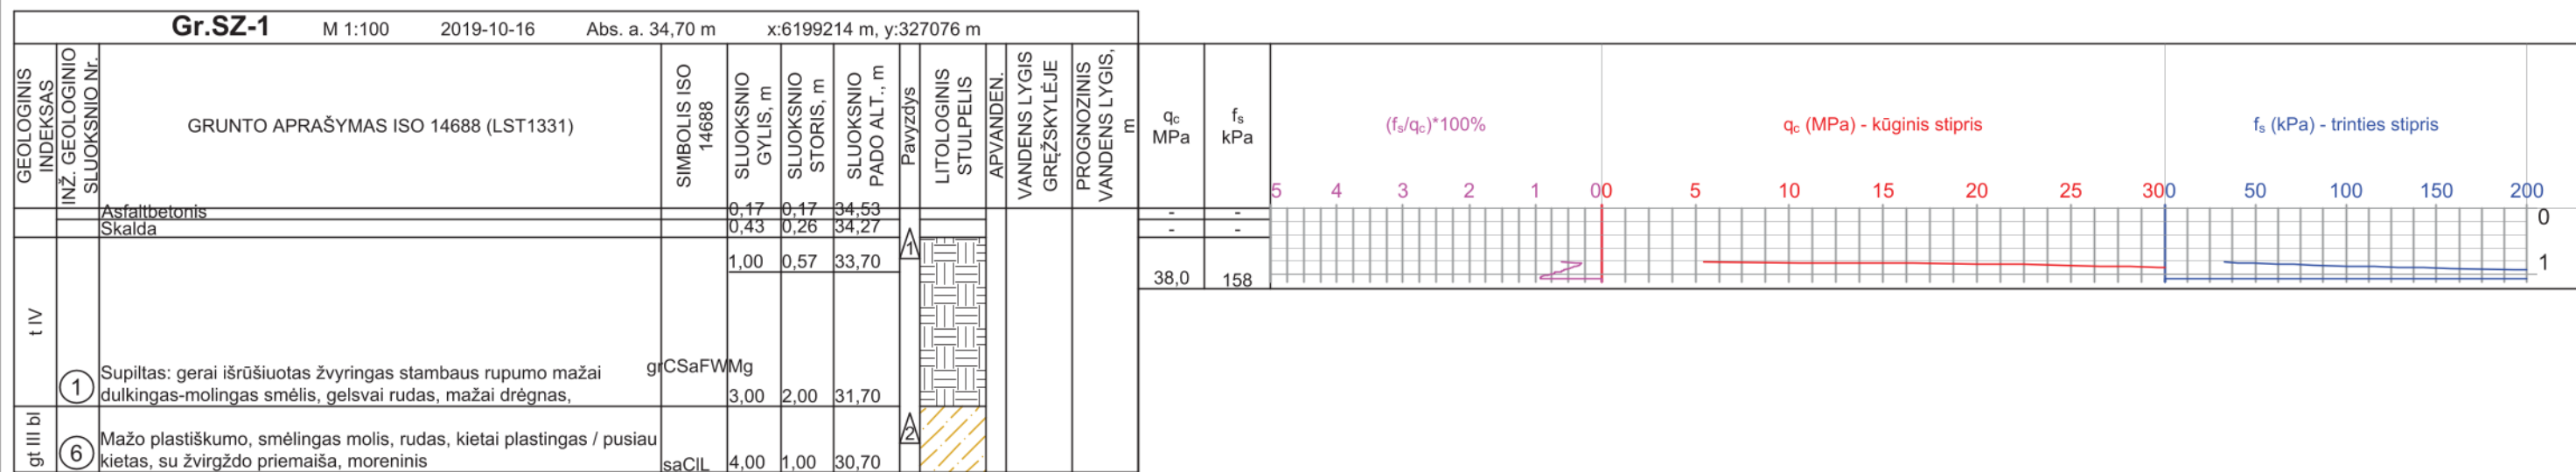 Gr.SZ-1 M 1:100 2019-10-16 Abs. a. 34,70 m x:6199214 m, y:327076 m
GEOLOGINIS
INDEKSAS
INŽ. GEOLOGINIO
SLUOKSNIO Nr.
GRUNTO APRAŠYMAS ISO 14688 (LST1331)
SIMBOLIS ISO
14688
SLUOKSNIO
GYLIS, m
SLUOKSNIO
STORIS, m
SLUOKSNIO
PADO ALT., m
Pavyzdys
LITOLOGINIS
STULPELIS
APVANDEN.
VANDENS LYGIS
GRĘŽSKYLĖJE
PROGNOZINIS
VANDENS LYGIS,
m
qc
MPa
fs
kPa
(fs/qc)*100%
qc (MPa) - kūginis stipris
fs (kPa) - trinties stipris
5 4 3 2 1 0
0 5 10 15 20 25 30
0 50 100 150 200
Asfaltbetonis 0,17 0,17 34,53 - - 0
Skalda 0,43 0,26 34,27 - -
1
1,00 0,57 33,70 1
38,0 158
t IV
1
Supiltas: gerai išrūšiuotas žvyringas stambaus rupumo mažai grCSaFWMg
dulkingas-molingas smėlis, gelsvai rudas, mažai drėgnas, 3,00 2,00 31,70
gt III bl
6
2
Mažo plastiškumo, smėlingas molis, rudas, kietai plastingas / pusiau
kietas, su žvirgždo priemaiša, moreninis saClL 4,00 1,00 30,70